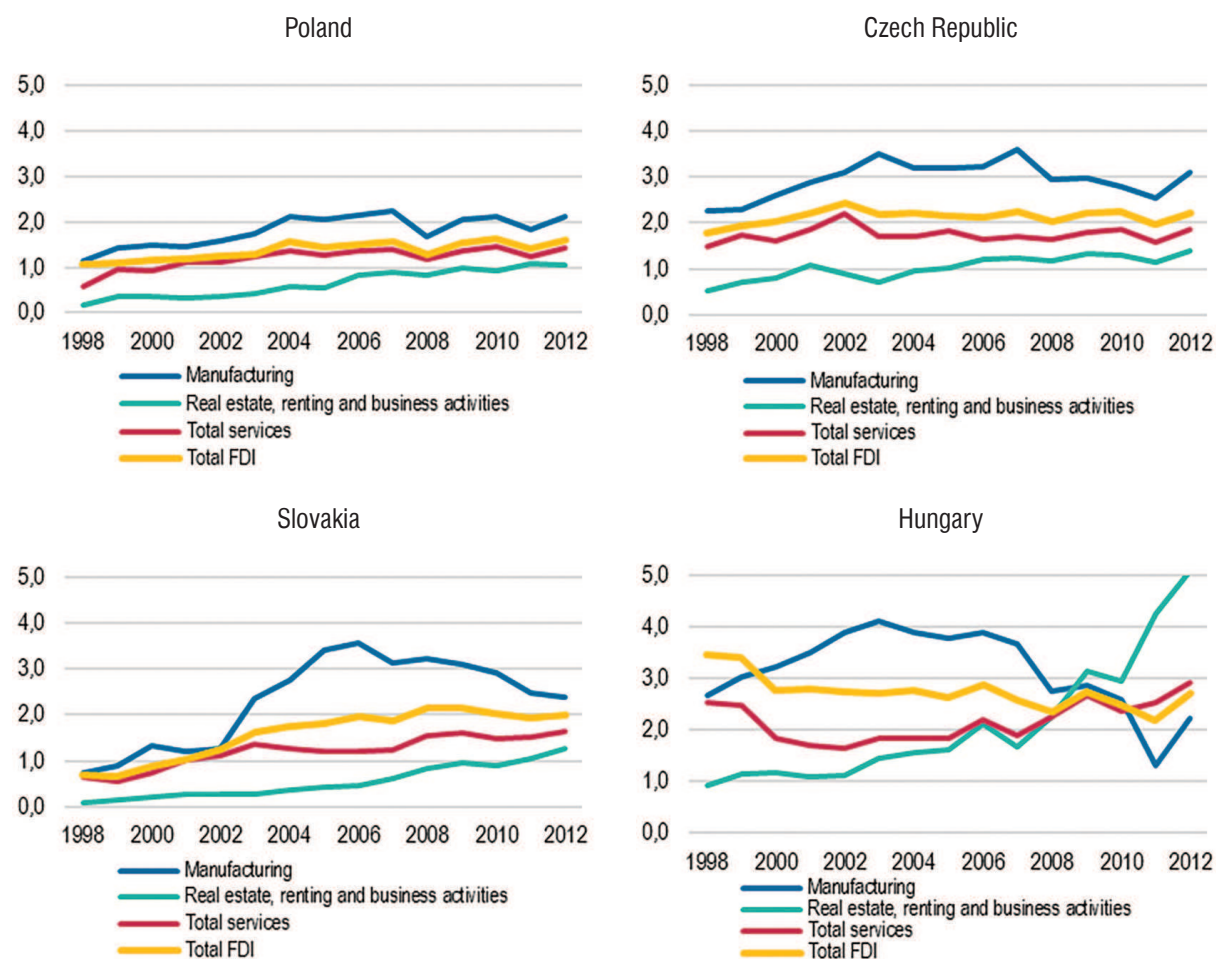 Poland
5,0
4,0
3,0
2,0
1,0
0,0
1998 2000 2002 2004 2006 2008 2010 2012
Manufacturing
Real estate, renting and business activities
Total services
Total FDI
Czech Republic
5,0
4,0
3,0
2,0
1,0
0,0
1998 2000 2002 2004 2006 2008 2010 2012
Manufacturing
Real estate, renting and business activities
Total services
Total FDI
Slovakia
5,0
4,0
3,0
2,0
1,0
0,0
1998 2000 2002 2004 2006 2008 2010 2012
Manufacturing
Real estate, renting and business activities
Total services
Total FDI
Hungary
5,0
4,0
3,0
2,0
1,0
0,0
1998 2000 2002 2004 2006 2008 2010 2012
Manufacturing
Real estate, renting and business activities
Total services
Total FDI